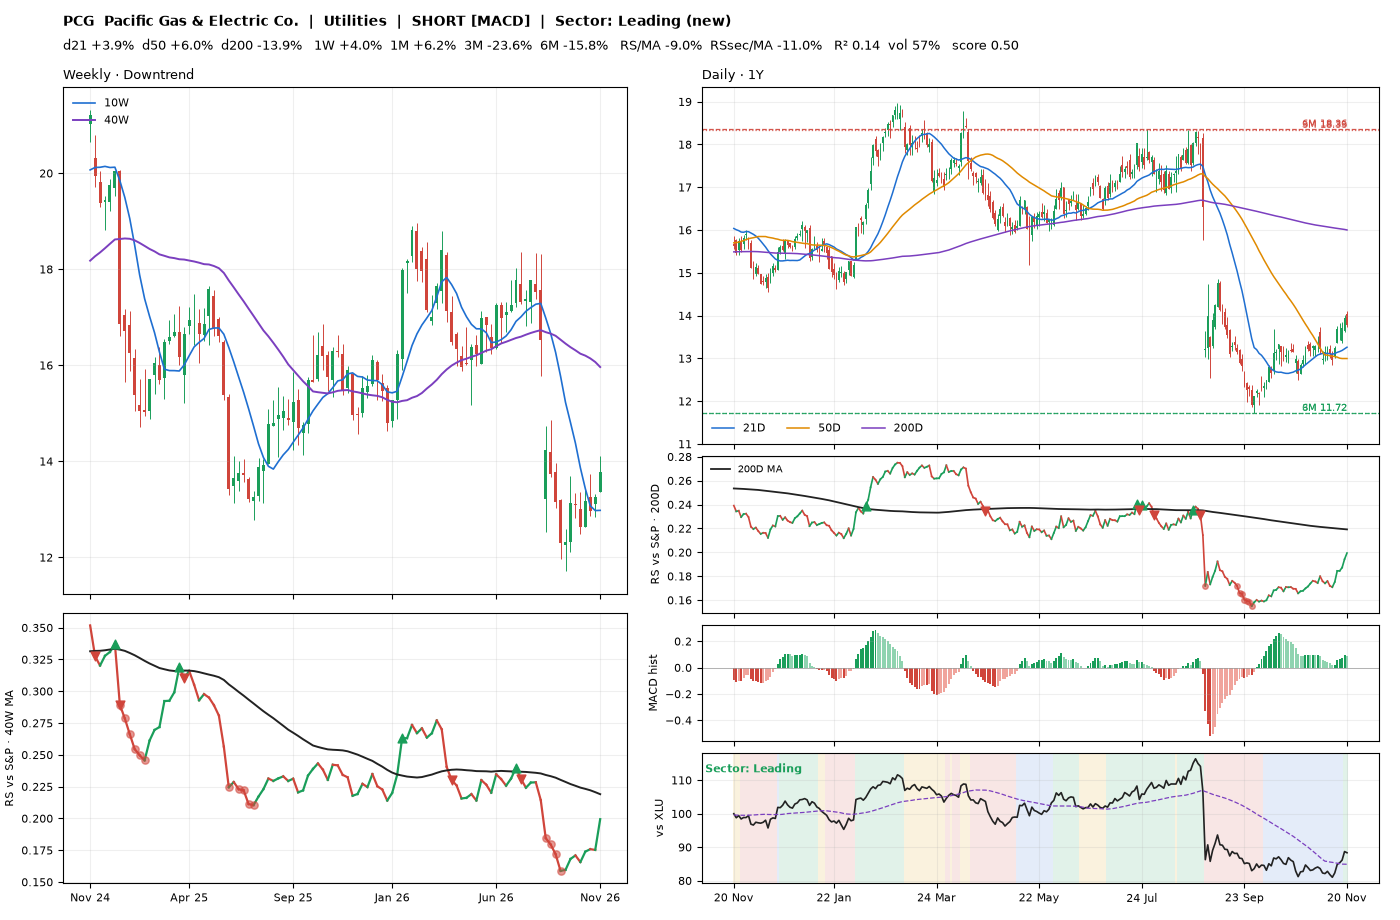 PCG  Pacific Gas & Electric Co.  |  Utilities  |  SHORT [MACD]  |  Sector: Leading (new)
d21 +3.9%  d50 +6.0%  d200 -13.9%   1W +4.0%  1M +6.2%  3M -23.6%  6M -15.8%   RS/MA -9.0%  RSsec/MA -11.0%   R² 0.14  vol 57%   score 0.50
Weekly · Downtrend
10W
40W
20
18
16
14
12
RS vs S&P · 40W MA
0.350
0.325
0.300
0.275
0.250
0.225
0.200
0.175
0.150
Nov 24
Apr 25
Sep 25
Jan 26
Jun 26
Nov 26
Daily · 1Y
19
18
17
16
15
14
13
12
11
6M 11.72
21D
50D
200D
RS vs S&P · 200D
200D MA
0.28
0.26
0.24
0.22
0.20
0.18
0.16
MACD hist
0.2
0.0
−0.2
−0.4
Sector: Leading
vs XLU
110
100
90
80
20 Nov
22 Jan
24 Mar
22 May
24 Jul
23 Sep
20 Nov